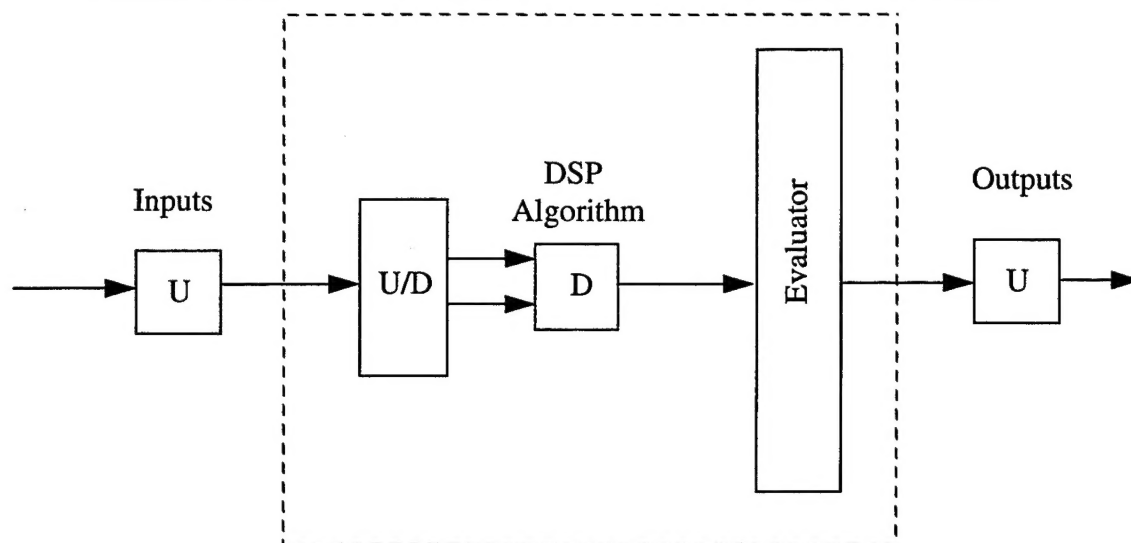 Inputs
U
U/D
DSP
Algorithm
D
Evaluator
Outputs
U